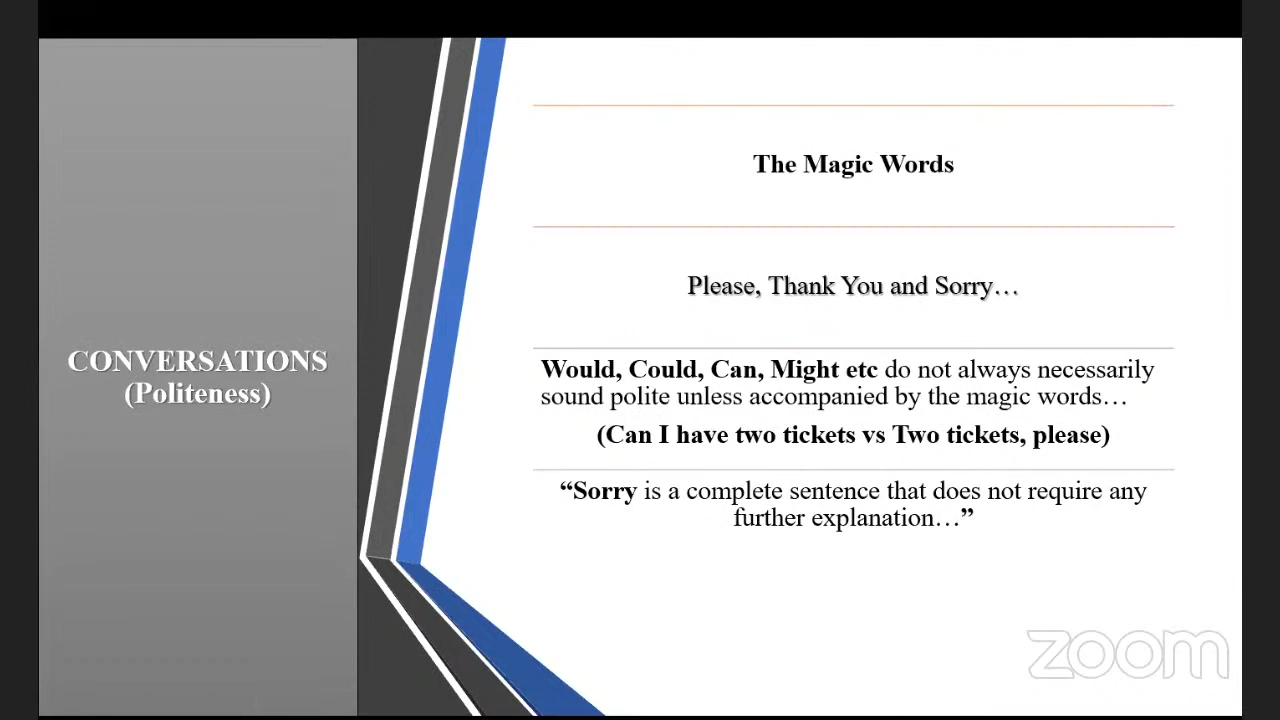 CONVERSATIONS
(Politeness)
The Magic Words
Please, Thank You and Sorry…
Would, Could, Can, Might etc do not always necessarily
sound polite unless accompanied by the magic words…
(Can I have two tickets vs Two tickets, please)
“Sorry is a complete sentence that does not require any
further explanation…”
zoom